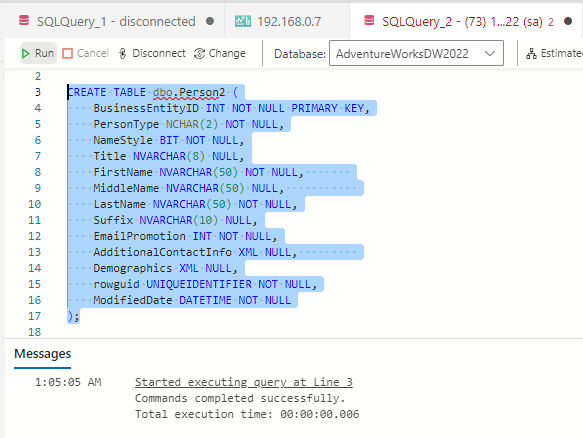 SQLQuery_1 - disconnected 192.168.0.7 SQLQuery_2 - (73) 1...22 (sa) 2
Run Cancel Disconnect Change Database: AdventureWorksDW2022 Estimated
2
3 CREATE TABLE dbo.Person2 (
4 BusinessEntityID INT NOT NULL PRIMARY KEY,
5 PersonType NCHAR(2) NOT NULL,
6 NameStyle BIT NOT NULL,
7 Title NVARCHAR(8) NULL,
8 FirstName NVARCHAR(50) NOT NULL,
9 MiddleName NVARCHAR(50) NULL,
10 LastName NVARCHAR(50) NOT NULL,
11 Suffix NVARCHAR(10) NULL,
12 EmailPromotion INT NOT NULL,
13 AdditionalContactInfo XML NULL,
14 Demographics XML NULL,
15 rowguid UNIQUEIDENTIFIER NOT NULL,
16 ModifiedDate DATETIME NOT NULL
17 );
18
Messages
1:05:05 AM Started executing query at Line 3
Commands completed successfully.
Total execution time: 00:00:00.006